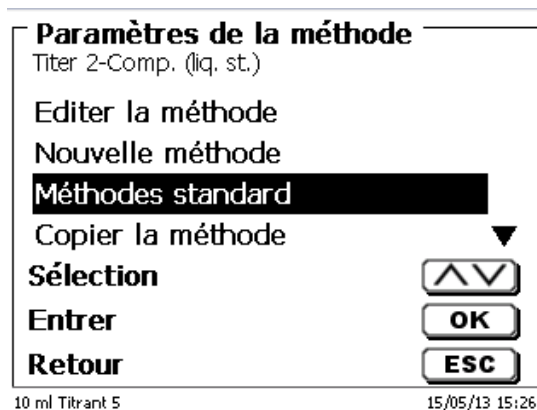 Paramètres de la méthode
Titer 2-Comp. (liq. st.)
Editer la méthode
Nouvelle méthode
Méthodes standard
Copier la méthode
Sélection
Entrer OK
Retour ESC
10 ml Titrant 5 15/05/13 15:26